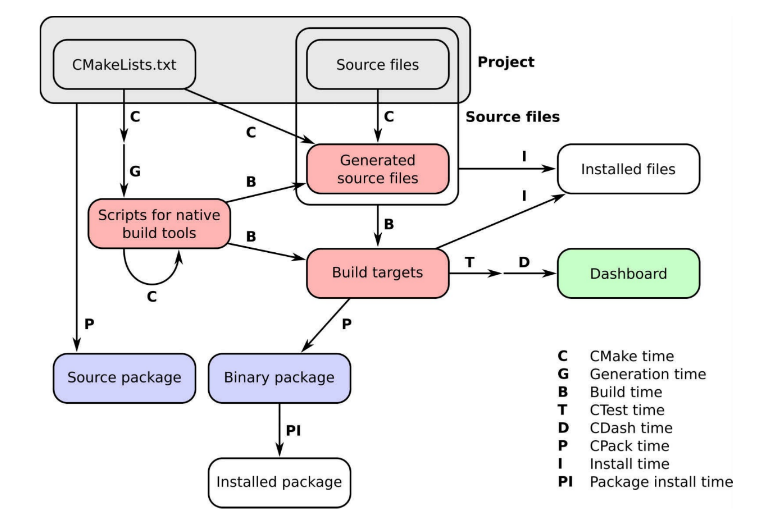 CMakeLists.txt
Source files
Project
C
C
C
Source files
G
Generated
source files
I
Installed files
B
I
Scripts for native
build tools
B
B
C
Build targets
T
D
Dashboard
P
P
Source package
Binary package
PI
Installed package
C CMake time
G Generation time
B Build time
T CTest time
D CDash time
P CPack time
I Install time
PI Package install time